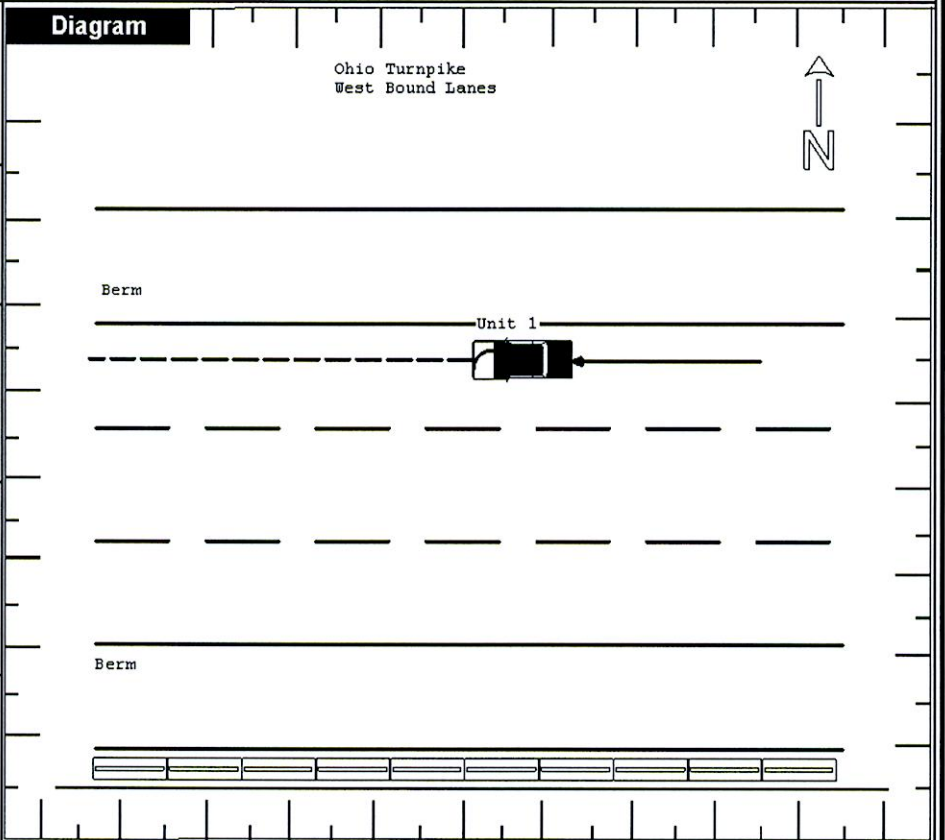 Diagram
Ohio Turnpike
West Bound Lanes
N
Berm
Unit 1
Berm